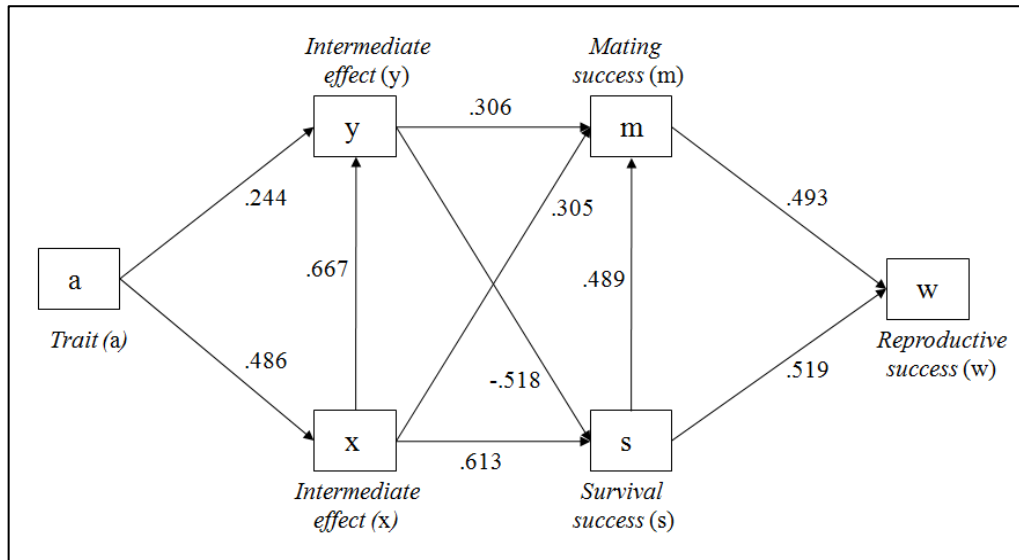 Intermediate
effect (y)
Mating
success (m)
y
.306
m
.244
.305
.493
.667
.489
a
w
Trait (a)
Reproductive
success (w)
.486
-.518
.519
x
.613
s
Intermediate
effect (x)
Survival
success (s)